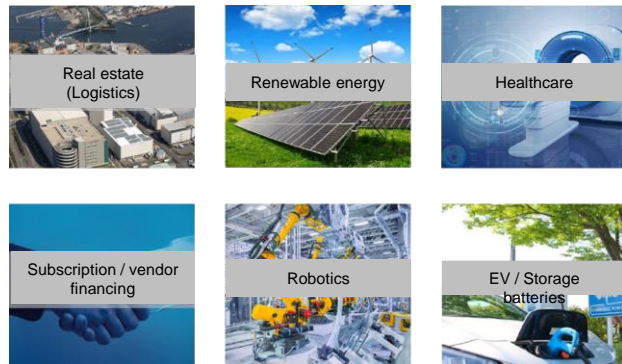 Real estate
(Logistics)
Renewable energy
Healthcare
Subscription / vendor
financing
Robotics
EV / Storage
batteries